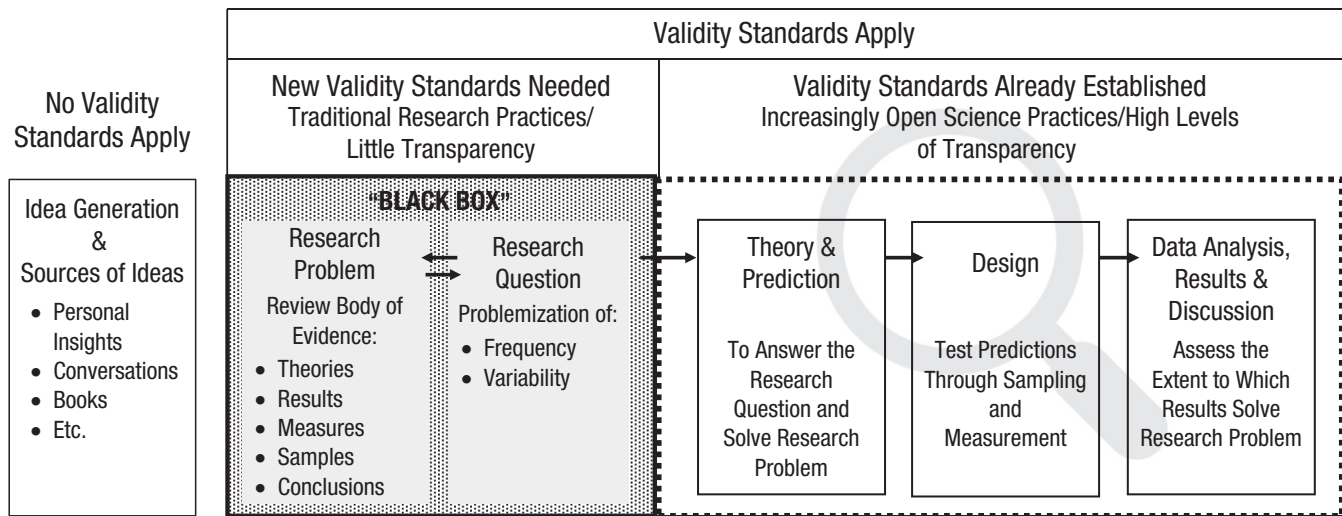 Validity Standards Apply
No Validity
Standards Apply
New Validity Standards Needed
Traditional Research Practices/
Little Transparency
Validity Standards Already Established
Increasingly Open Science Practices/High Levels
of Transparency
Idea Generation
&
Sources of Ideas
• Personal
Insights
• Conversations
• Books
• Etc.
"BLACK BOX"
Research
Problem
Review Body of
Evidence:
• Theories
• Results
• Measures
• Samples
• Conclusions
Research
Question
Problemization of:
• Frequency
• Variability
Theory &
Prediction
To Answer the
Research
Question and
Solve Research
Problem
Design
Test Predictions
Through Sampling
and
Measurement
Data Analysis,
Results &
Discussion
Assess the
Extent to Which
Results Solve
Research Problem